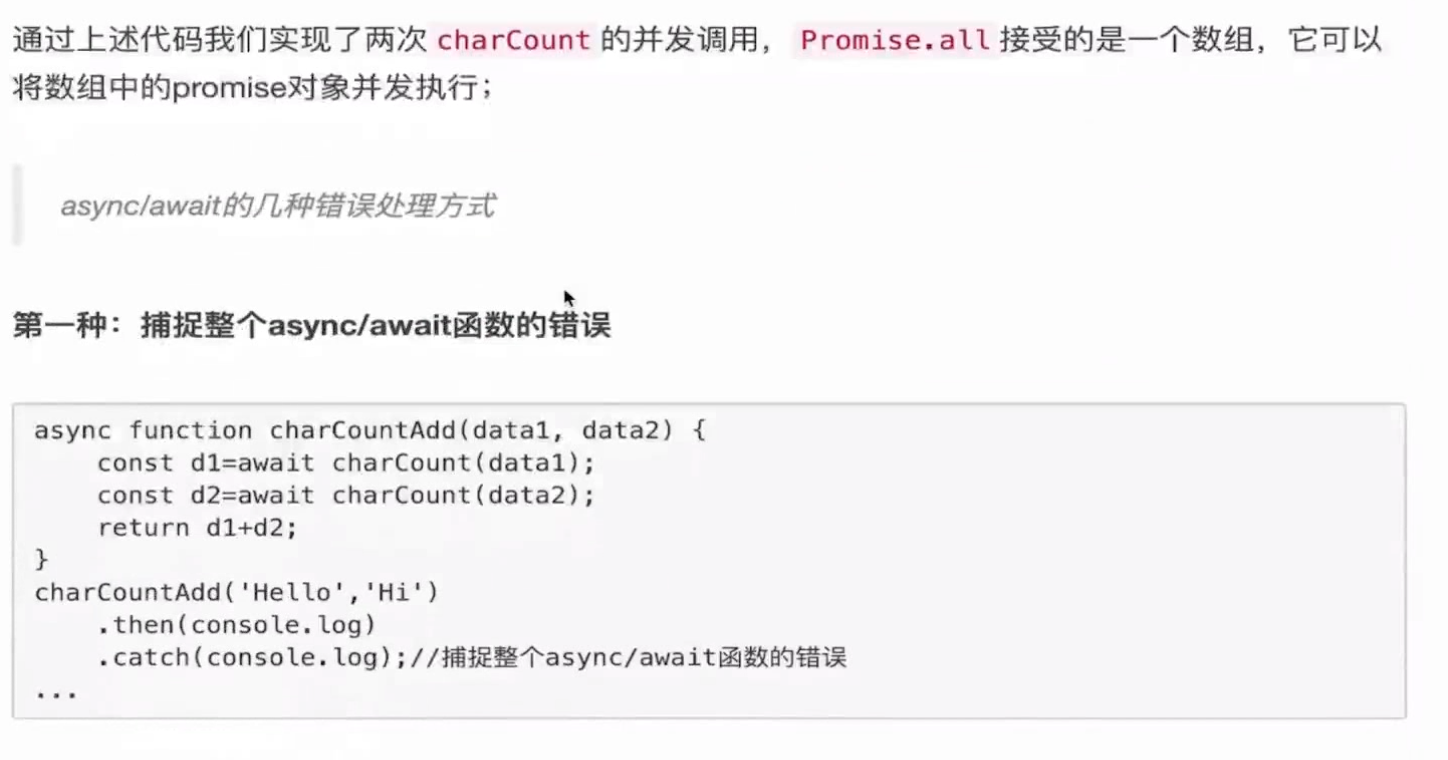 通过上述代码我们实现了两次 charCount 的并发调用， Promise.all 接受的是一个数组，它可以
将数组中的promise对象并发执行；
async/await的几种错误处理方式
第一种：捕捉整个async/await函数的错误
async function charCountAdd(data1, data2) {
    const d1=await charCount(data1);
    const d2=await charCount(data2);
    return d1+d2;
}
charCountAdd('Hello','Hi')
    .then(console.log)
    .catch(console.log);//捕捉整个async/await函数的错误
...